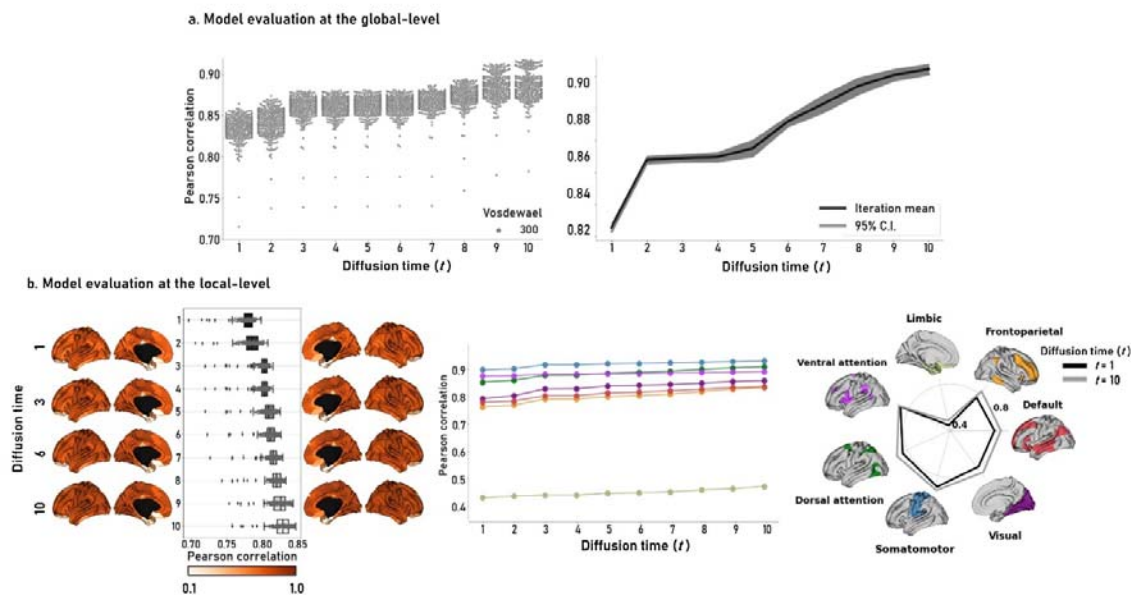 a. Model evaluation at the global-level
Pearson correlation
0.90
0.85
0.80
0.75
0.70
Vosdewael
300
1 2 3 4 5 6 7 8 9 10
Diffusion time (t)
0.90
0.88
0.86
0.84
0.82
Iteration mean
95% C.I.
1 2 3 4 5 6 7 8 9 10
Diffusion time (t)
b. Model evaluation at the local-level
Diffusion time
1
3
6
10
1
2
3
4
5
6
7
8
9
10
0.70 0.80 0.85
Pearson correlation
0.1 1.0
Pearson correlation
0.9
0.8
0.7
0.6
0.5
0.4
1 2 3 4 5 6 7 8 9 10
Diffusion time (t)
Limbic
Frontoparietal
Ventral attention
Default
Dorsal attention
Somatomotor
Visual
0.8
0.4
Diffusion time (t)
t = 1
t = 10